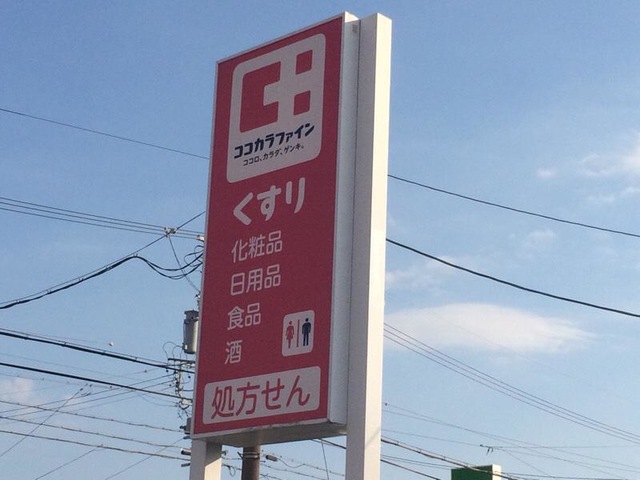 ココカラファイン
ココロ、カラダ、ゲンキ。
くすり
化粧品
日用品
食品
酒
処方せん